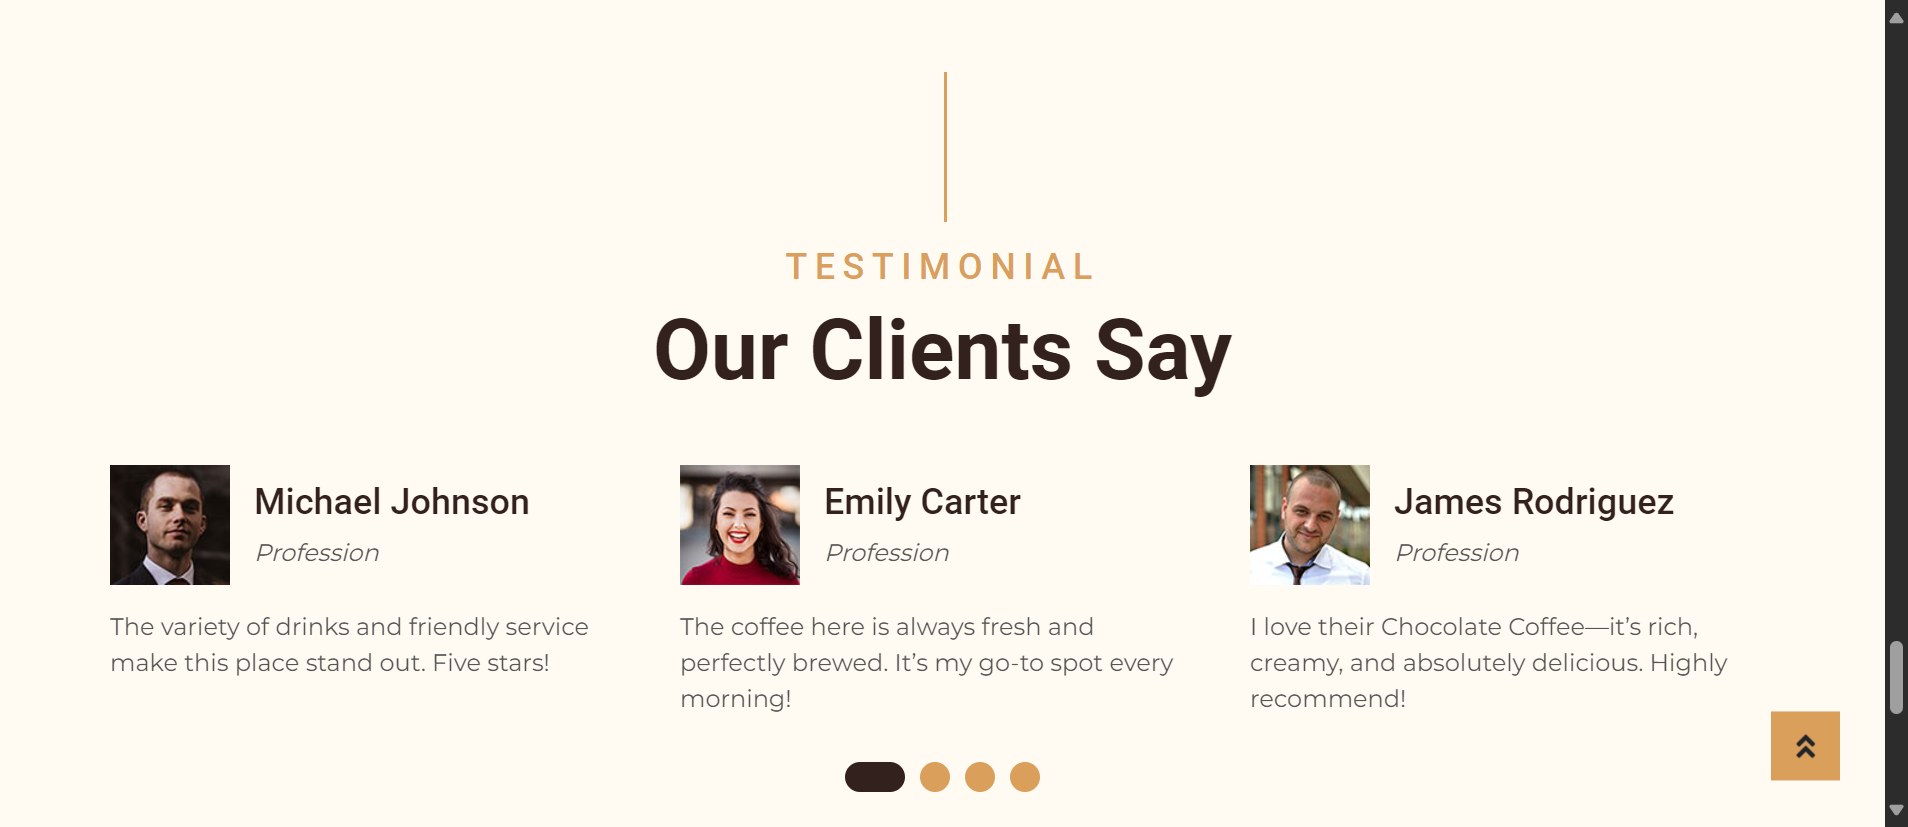 TESTIMONIAL
Our Clients Say
Michael Johnson
Profession
The variety of drinks and friendly service
make this place stand out. Five stars!
Emily Carter
Profession
The coffee here is always fresh and
perfectly brewed. It’s my go-to spot every
morning!
James Rodriguez
Profession
I love their Chocolate Coffee—it’s rich,
creamy, and absolutely delicious. Highly
recommend!